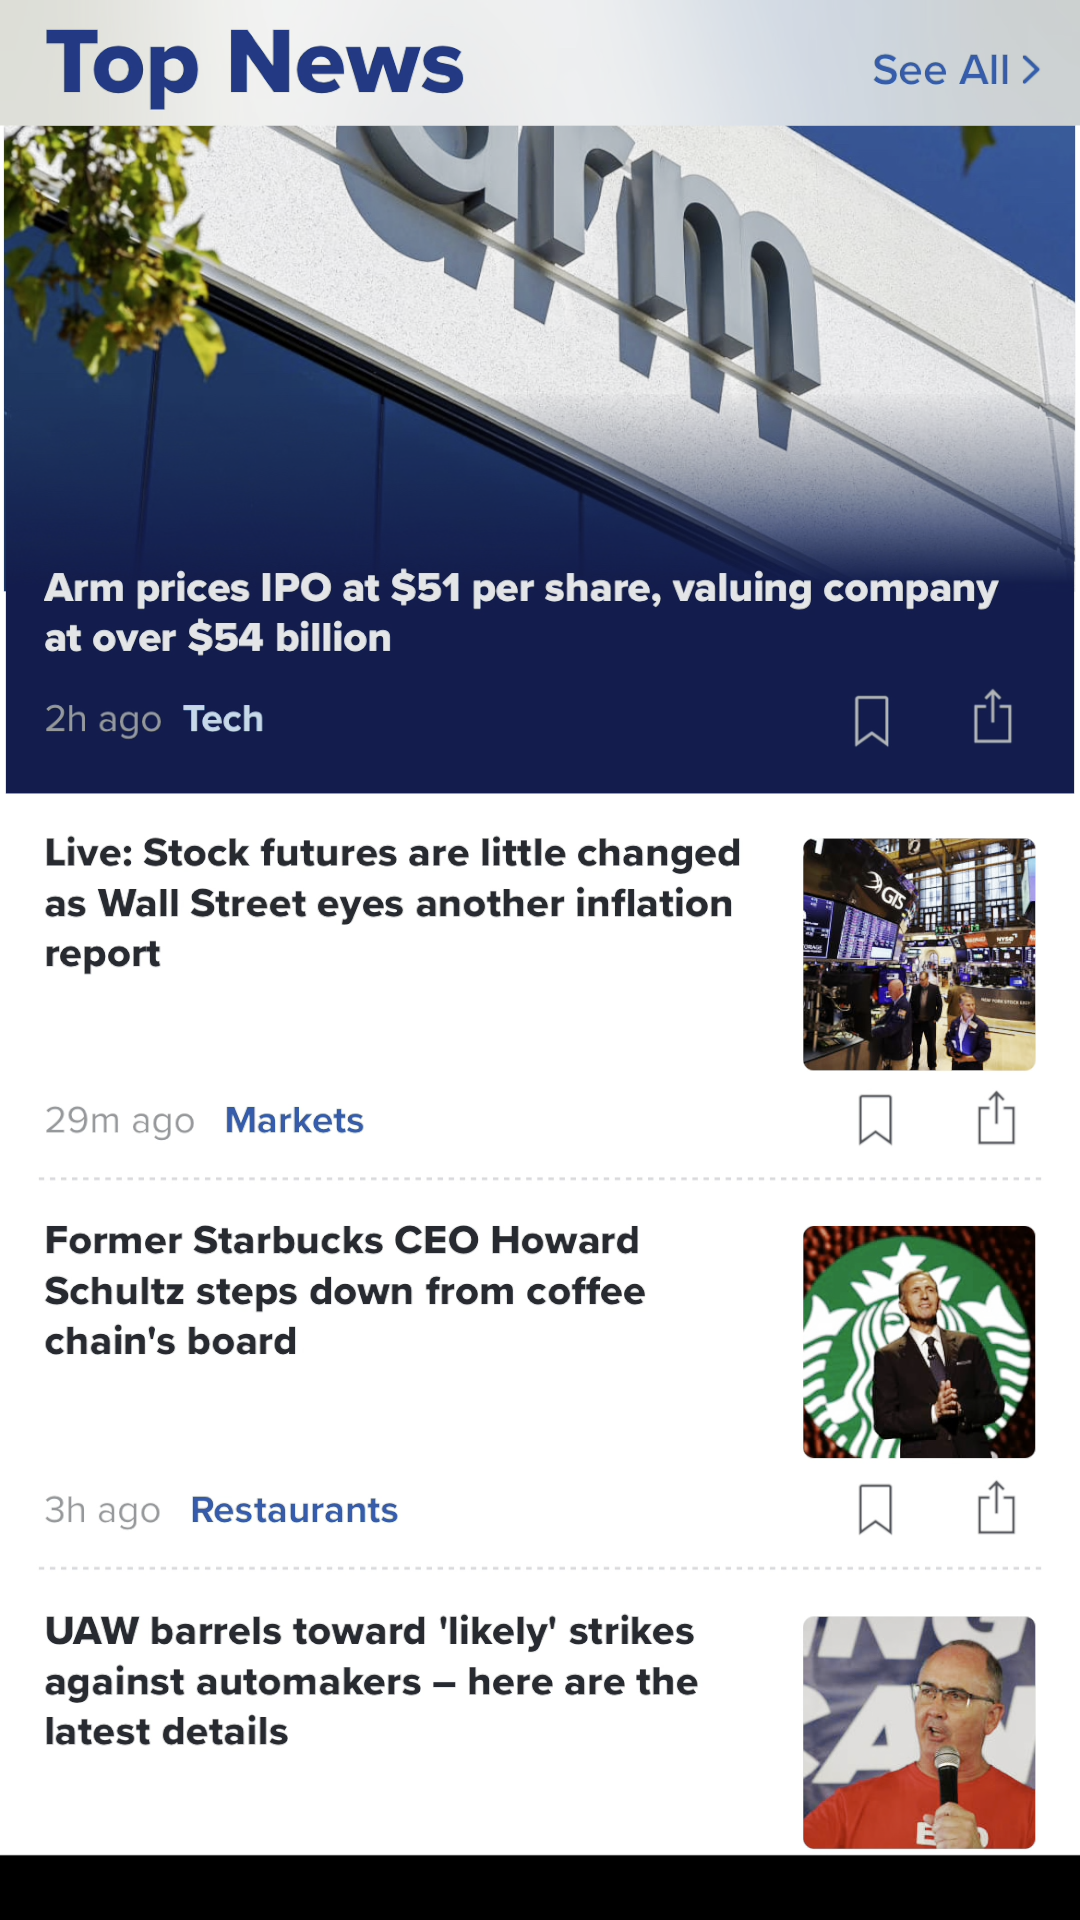 Top News
See All
arm
Arm prices IPO at $51 per share, valuing company
at over $54 billion
2h ago Tech
Live: Stock futures are little changed
as Wall Street eyes another inflation
report
GTS
29m ago Markets
Former Starbucks CEO Howard
Schultz steps down from coffee
chain's board
3h ago Restaurants
UAW barrels toward 'likely' strikes
against automakers – here are the
latest details